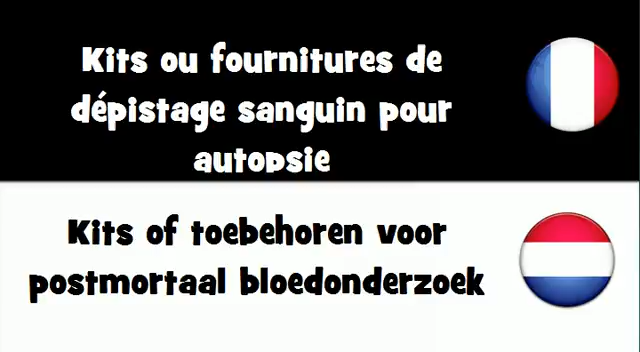 Kits ou fournitures de
dépistage sanguin pour
autopsie
Kits of toebehoren voor
postmortaal bloedonderzoek